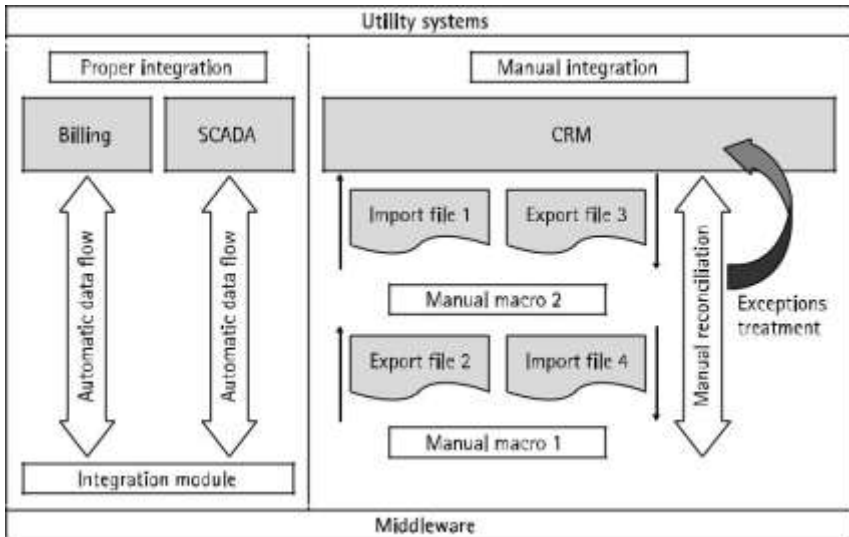 Utility systems
Proper integration
Manual integration
Billing
SCADA
CRM
Automatic data flow
Automatic data flow
Import file 1
Export file 3
Manual macro 2
Export file 2
Import file 4
Manual macro 1
Manual reconciliation
Exceptions
treatment
Integration module
Middleware